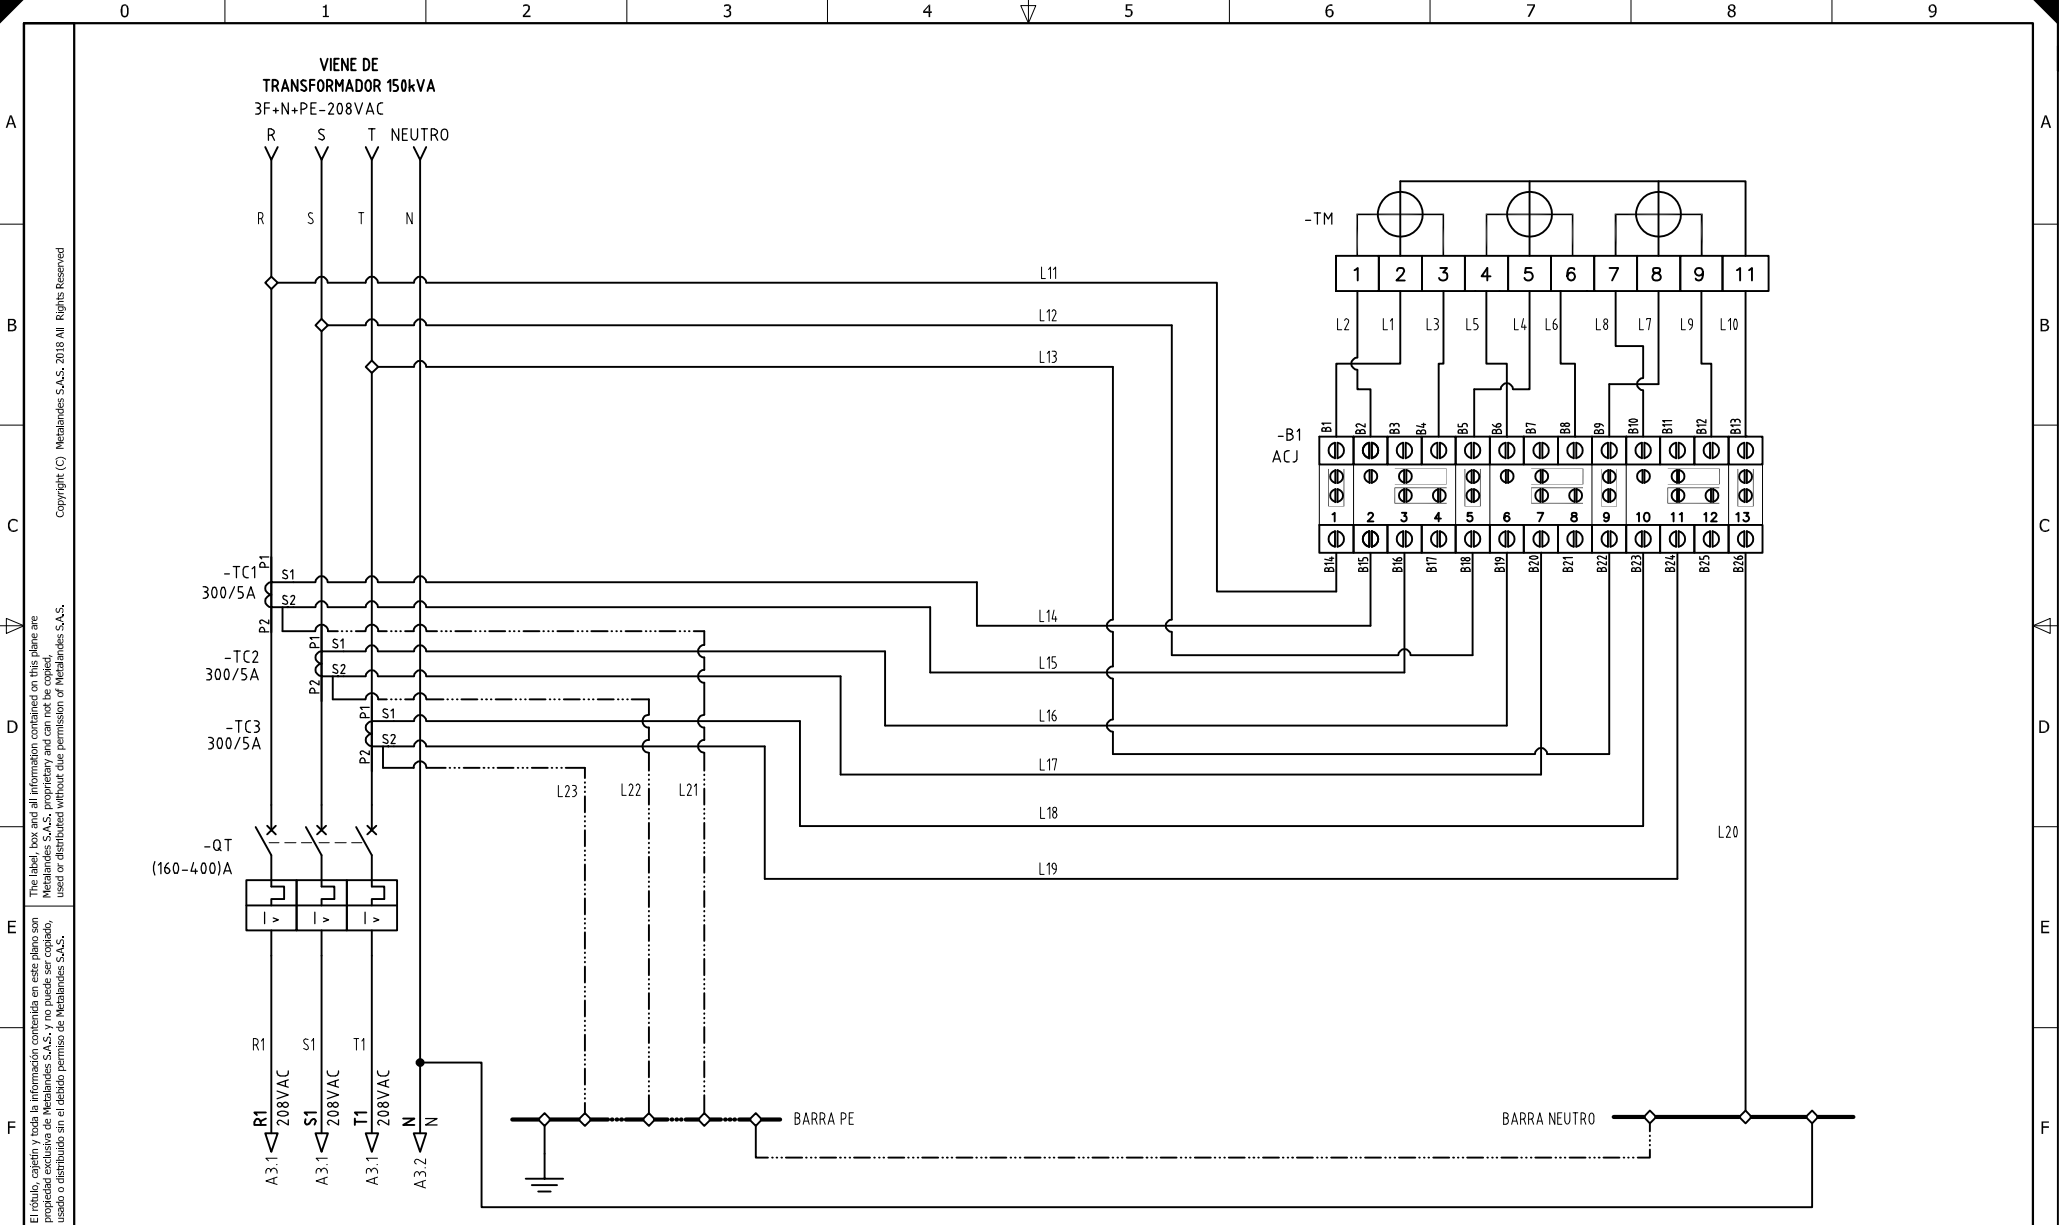 0 1 2 3 4 5 6 7 8 9
VIENE DE
TRANSFORMADOR 150kVA
3F+N+PE-208VAC
R S T NEUTRO
A A
R S T N
-TM
L11
1 2 3 4 5 6 7 8 9 11
B L12 L2 L1 L3 L5 L4 L6 L8 L7 L9 L10 B
L13
B1 B2 B3 B4 B5 B6 B7 B8 B9 B10 B11 B12 B13
-B1
ACJ
C 1 2 3 4 5 6 7 8 9 10 11 12 13 C
B14 B15 B16 B17 B18 B19 B20 B21 B22 B23 B24 B25 B26
-TC1 P1 S1
300/5A S2
P2
L14
-TC2 P1 S1
300/5A S2
P2
L15
-TC3 P1 S1
300/5A S2
P2
L16
D D
L17
L23 L22 L21
L18
L20
-QT
(160-400)A
L19
I > I > I >
E E
R1 S1 T1
R1 208VAC S1 208VAC T1 208VAC N N
BARRA PE
BARRA NEUTRO
F F
A3.1 A3.1 A3.1 A3.2
Copyright (C) Metalandes S.A.S. 2018 All Rights Reserved
The label, box and all information contained on this plane are
Metalandes S.A.S. proprietary and can not be copied,
used or distributed without due permission of Metalandes S.A.S.
El rótulo, cajetín y toda la información contenida en este plano son
propiedad exclusiva de Metalandes S.A.S. y no puede ser copiado,
usado o distribuido sin el debido permiso de Metalandes S.A.S.